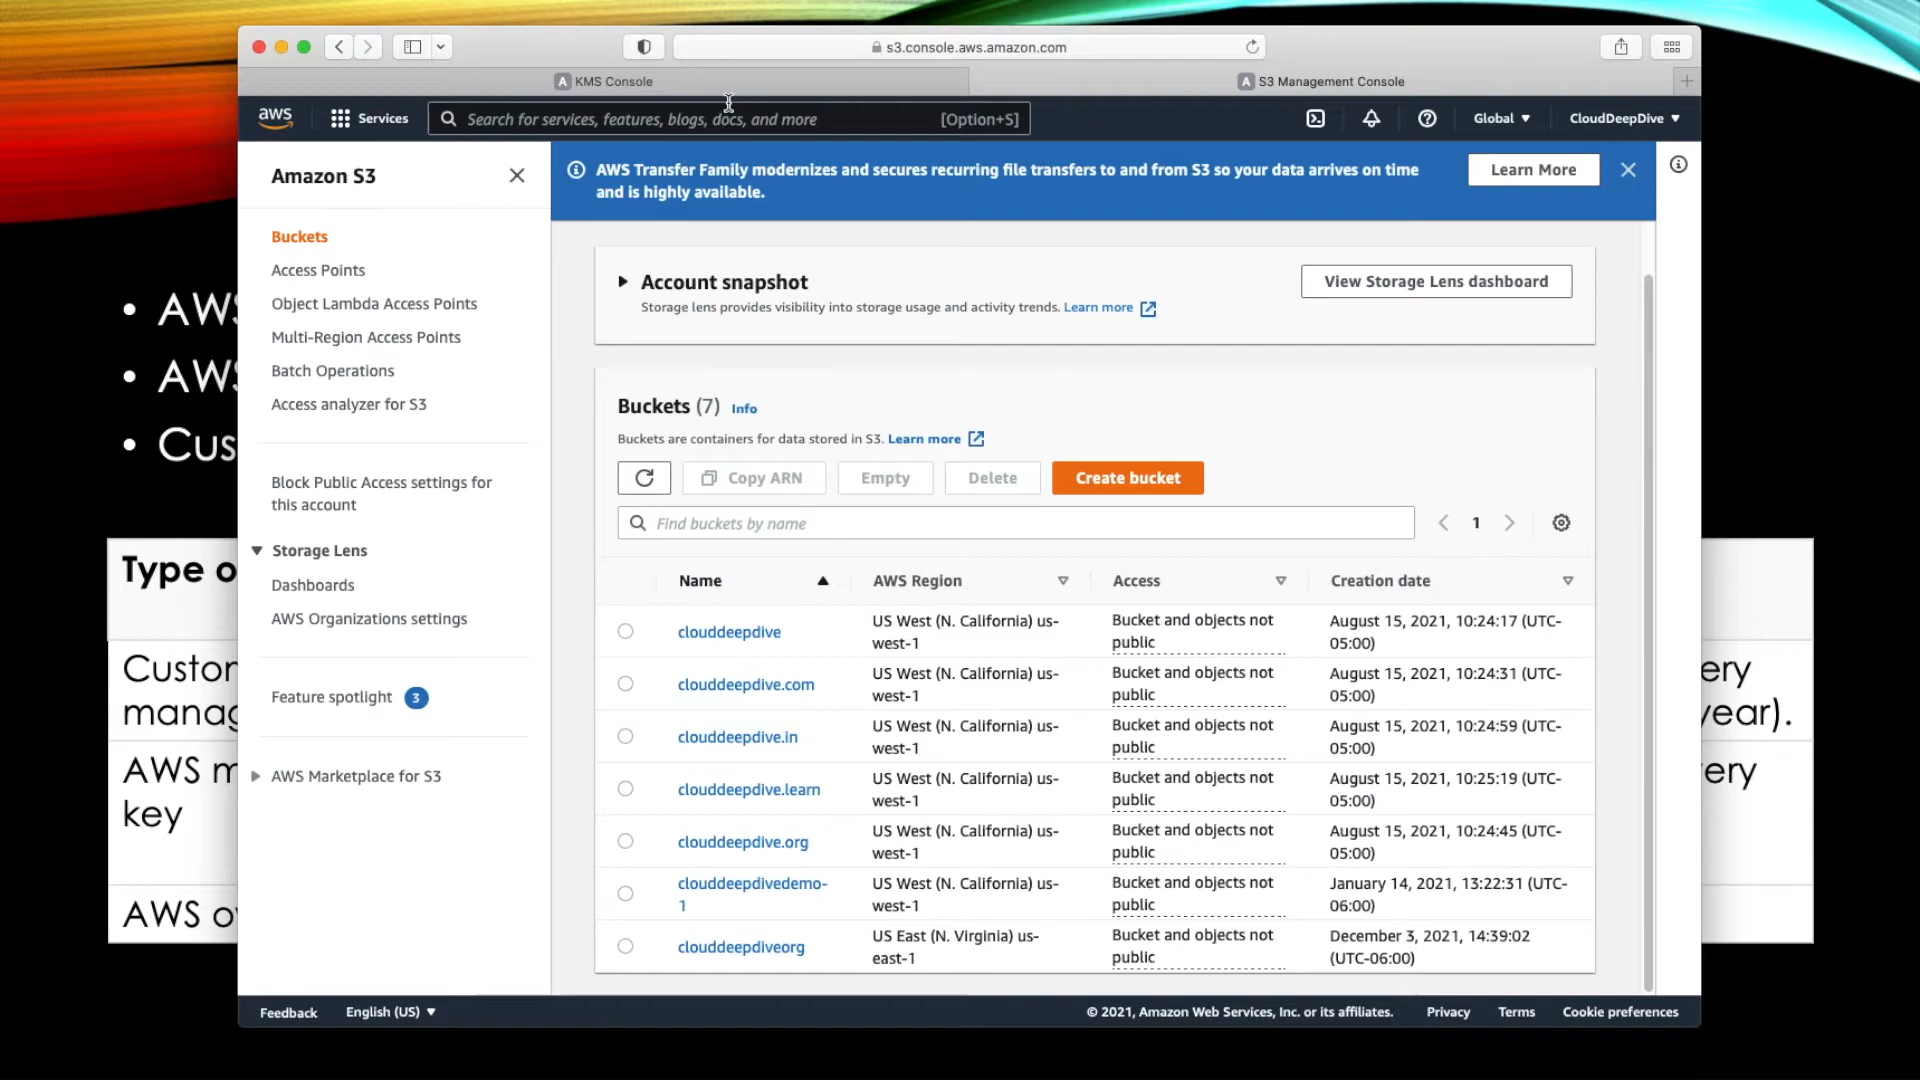 s3.console.aws.amazon.com
A KMS Console
A S3 Management Console
aws
Services
Search for services, features, blogs, docs, and more
[Option+S]
Global ▼
CloudDeepDive ▼
Amazon S3
Buckets
Access Points
Object Lambda Access Points
Multi-Region Access Points
Batch Operations
Access analyzer for S3
Block Public Access settings for
this account
Storage Lens
Dashboards
AWS Organizations settings
Feature spotlight 3
AWS Marketplace for S3
AWS Transfer Family modernizes and secures recurring file transfers to and from S3 so your data arrives on time
and is highly available.
Learn More
Account snapshot
Storage lens provides visibility into storage usage and activity trends. Learn more
View Storage Lens dashboard
Buckets (7) Info
Buckets are containers for data stored in S3. Learn more
Copy ARN
Empty
Delete
Create bucket
Find buckets by name
1
Name
AWS Region
Access
Creation date
clouddeepdive
US West (N. California) us-
west-1
Bucket and objects not
public
August 15, 2021, 10:24:17 (UTC-
05:00)
clouddeepdive.com
US West (N. California) us-
west-1
Bucket and objects not
public
August 15, 2021, 10:24:31 (UTC-
05:00)
clouddeepdive.in
US West (N. California) us-
west-1
Bucket and objects not
public
August 15, 2021, 10:24:59 (UTC-
05:00)
clouddeepdive.learn
US West (N. California) us-
west-1
Bucket and objects not
public
August 15, 2021, 10:25:19 (UTC-
05:00)
clouddeepdive.org
US West (N. California) us-
west-1
Bucket and objects not
public
August 15, 2021, 10:24:45 (UTC-
05:00)
clouddeepdivedemo-
1
US West (N. California) us-
west-1
Bucket and objects not
public
January 14, 2021, 13:22:31 (UTC-
06:00)
clouddeepdiveorg
US East (N. Virginia) us-
east-1
Bucket and objects not
public
December 3, 2021, 14:39:02
(UTC-06:00)
Feedback
English (US) ▼
© 2021, Amazon Web Services, Inc. or its affiliates.
Privacy
Terms
Cookie preferences
• AWS
• AWS
• Cus
Type o
Custon
manag
ery
year).
AWS m
key
ery
AWS o